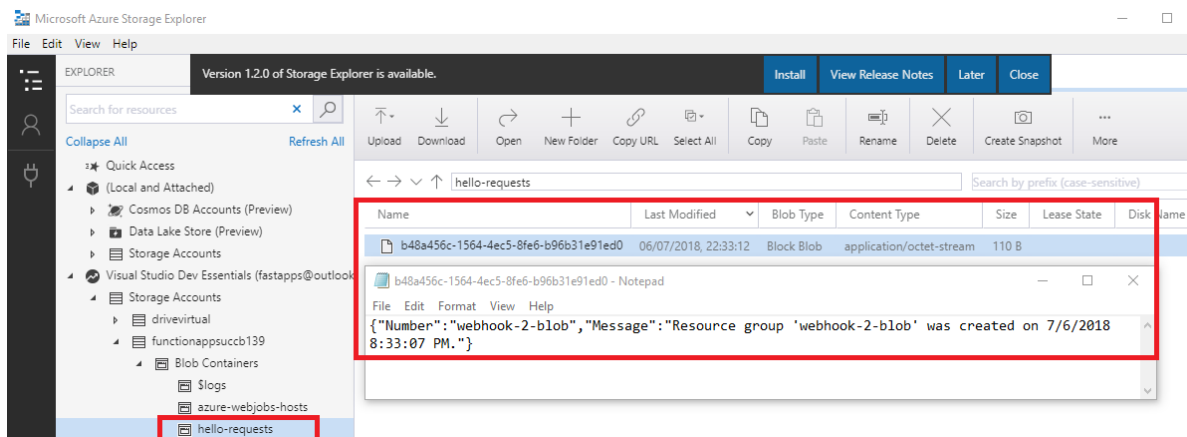 Microsoft Azure Storage Explorer
File Edit View Help
EXPLORER
Version 1.2.0 of Storage Explorer is available.
Install View Release Notes Later Close
Search for resources
Collapse All Refresh All
Upload Download Open New Folder Copy URL Select All Copy Paste Rename Delete Create Snapshot More
Quick Access
(Local and Attached)
Cosmos DB Accounts (Preview)
Data Lake Store (Preview)
Storage Accounts
Visual Studio Dev Essentials (fastapps@outlook
Storage Accounts
drivevirtual
functionappsuccb139
Blob Containers
$logs
azure-webjobs-hosts
hello-requests
hello-requests
Search by prefix (case-sensitive)
Name Last Modified Blob Type Content Type Size Lease State Disk Name
b48a456c-1564-4ec5-8fe6-b96b31e91ed0 06/07/2018, 22:33:12 Block Blob application/octet-stream 110 B
b48a456c-1564-4ec5-8fe6-b96b31e91ed0 - Notepad
File Edit Format View Help
{"Number":"webhook-2-blob","Message":"Resource group 'webhook-2-blob' was created on 7/6/2018
8:33:07 PM."}